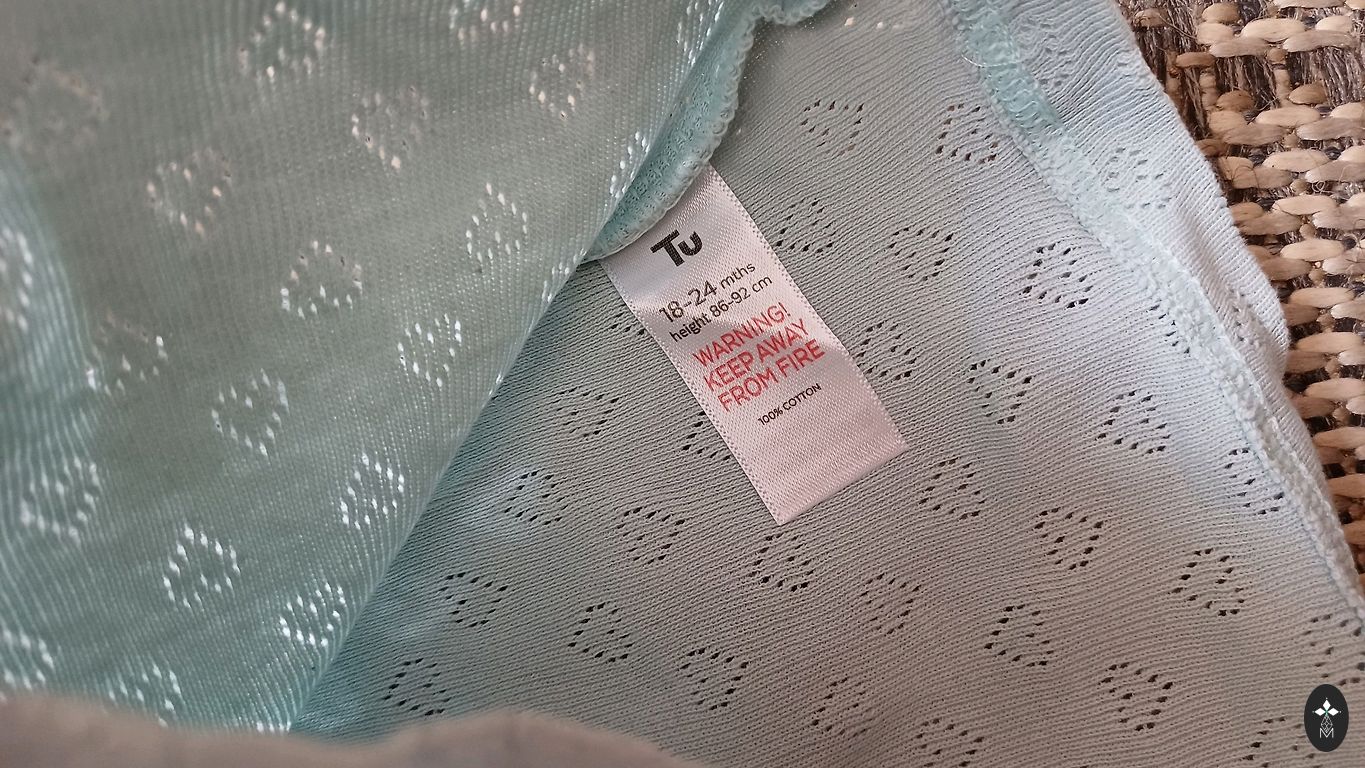 Tu
18-24 mths
height 86-92 cm
WARNING!
KEEP AWAY
FROM FIRE
100% COTTON
M